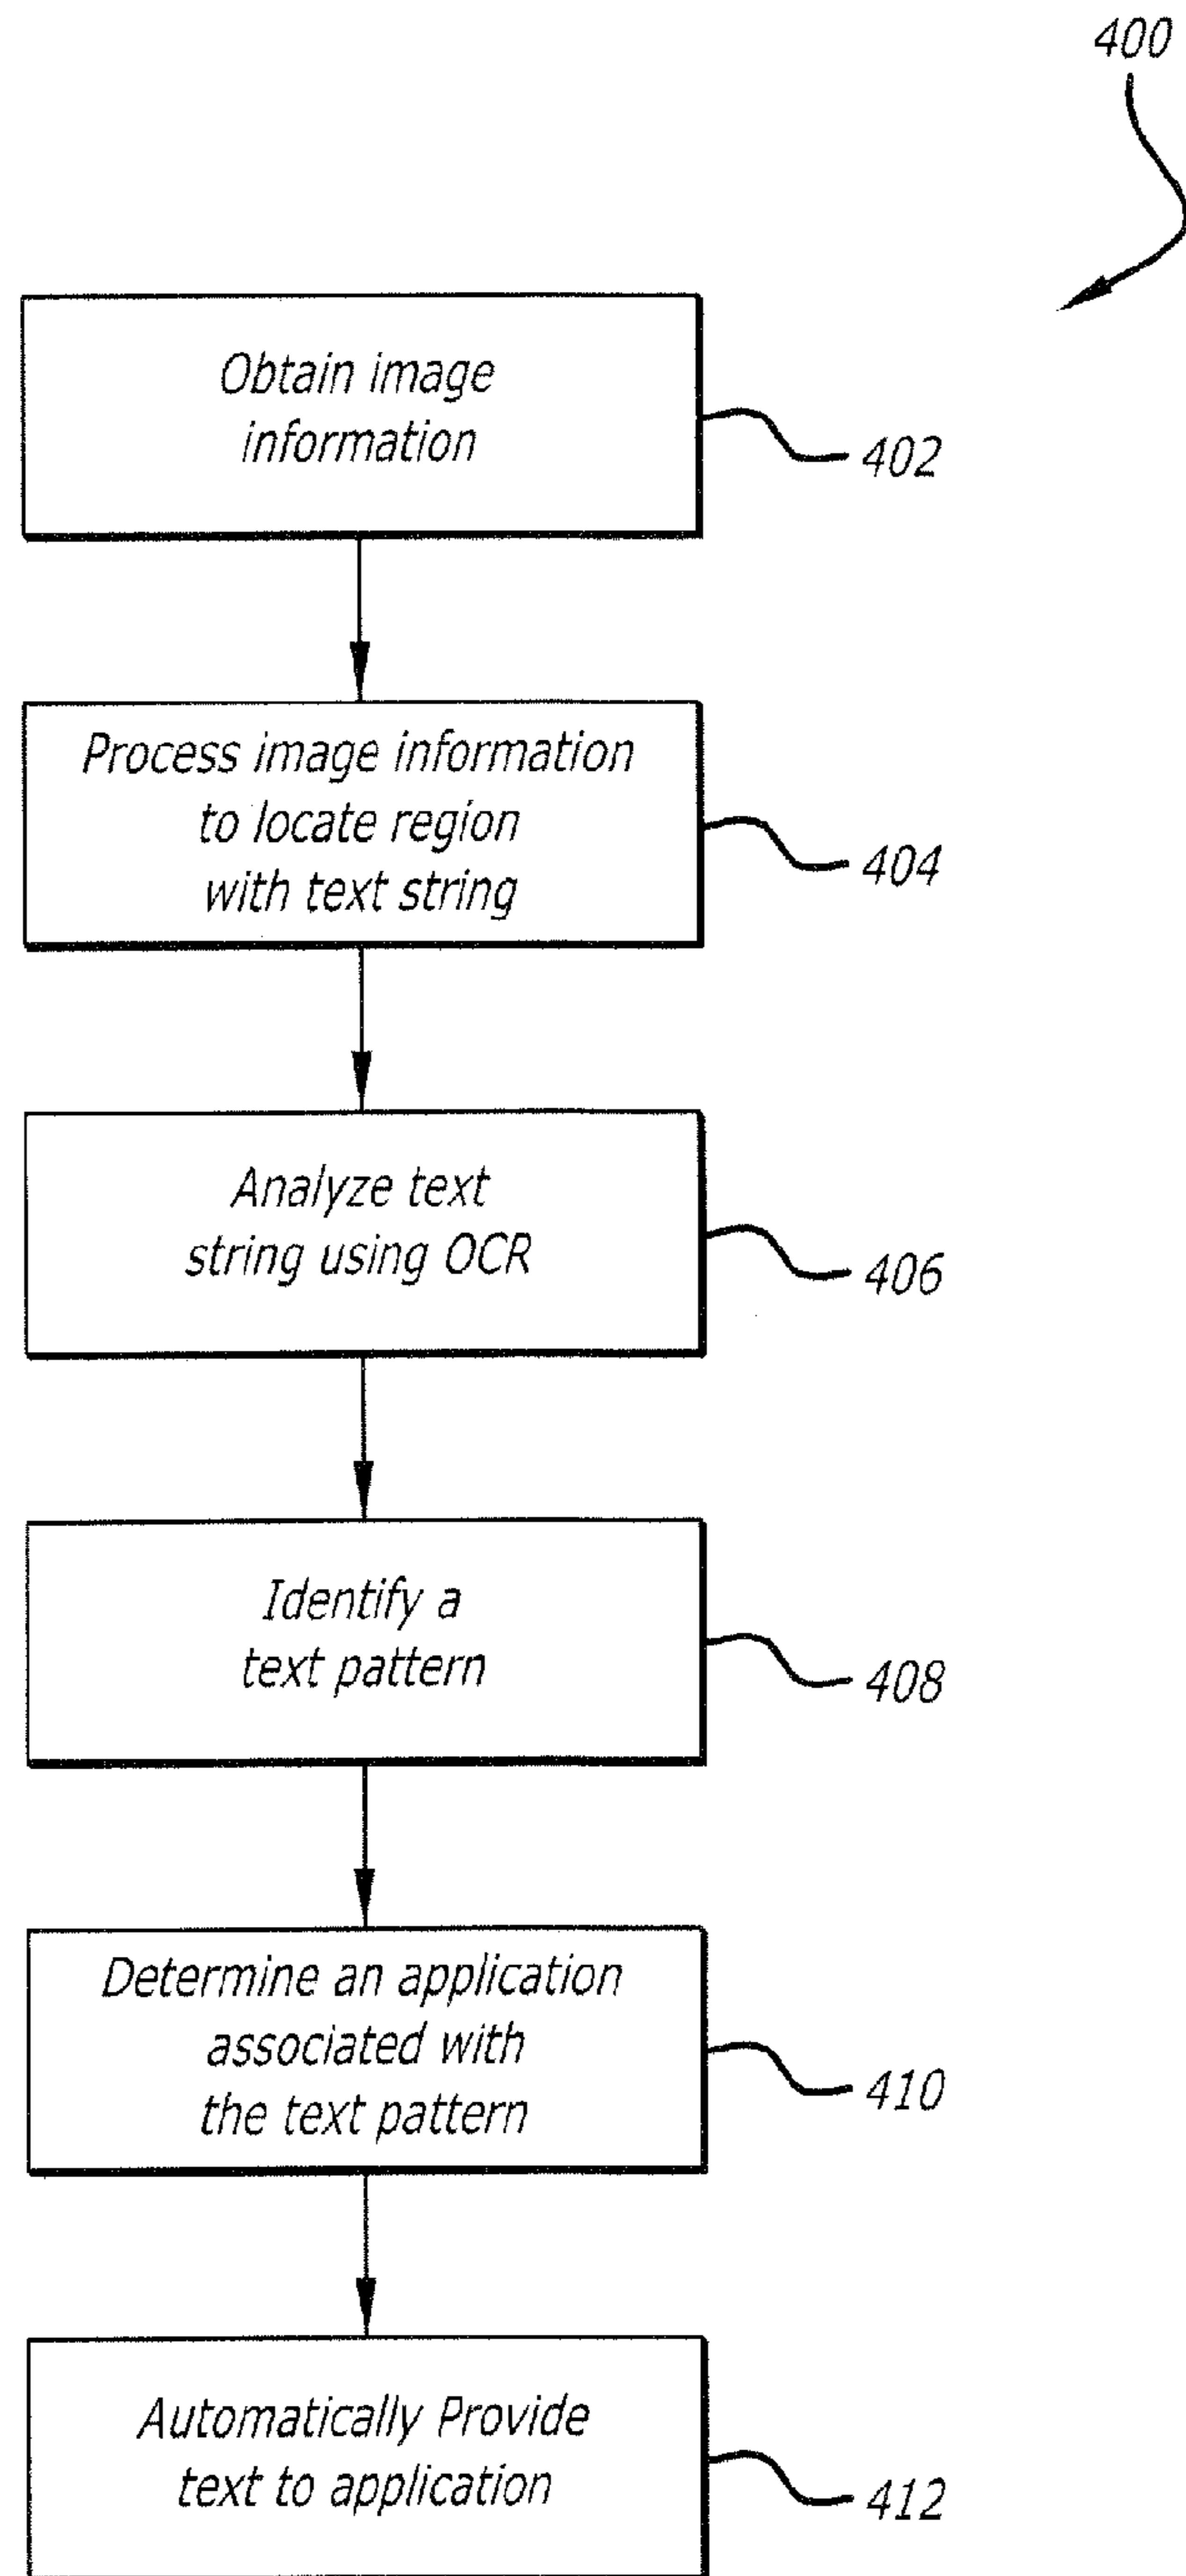 400
Obtain image
information
402
Process image information
to locate region
with text string
404
Analyze text
string using OCR
406
Identify a
text pattern
408
Determine an application
associated with
the text pattern
410
Automatically Provide
text to application
412